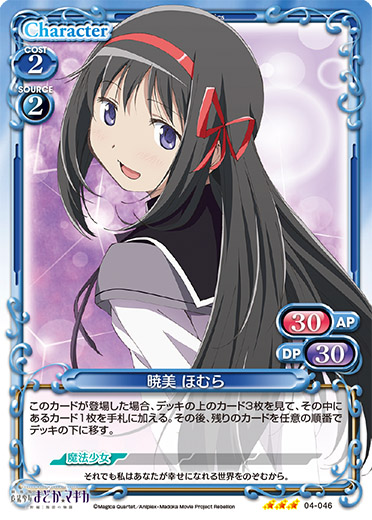 Character
COST
2
SOURCE
2
30 AP
DP 30
暁美 ほむら
このカードが登場した場合、デッキの上のカード3枚を見て、その中に
あるカード1枚を手札に加える。その後、残りのカードを任意の順番で
デッキの下に移す。
魔法少女
それでも私はあなたが幸せになれる世界をのぞむから。
まどか☆マギカ
©Magica Quartet／Aniplex・Madoka Movie Project Rebellion
04-046